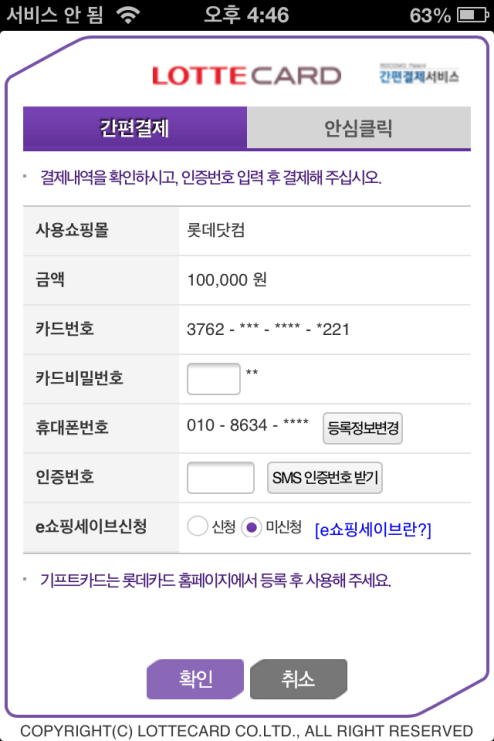 서비스 안 됨 오후 4:46 63%
LOTTE CARD 간편결제서비스
간편결제 안심클릭
결제내역을 확인하시고, 인증번호 입력 후 결제해 주십시오.
사용쇼핑몰 롯데닷컴
금액 100,000 원
카드번호 3762 - *** - **** - *221
카드비밀번호 **
휴대폰번호 010 - 8634 - **** 등록정보변경
인증번호 SMS 인증번호 받기
e쇼핑세이브신청 신청 미신청 [e쇼핑세이브란?]
기프트카드는 롯데카드 홈페이지에서 등록 후 사용해 주세요.
확인 취소
COPYRIGHT(C) LOTTECARD CO.LTD., ALL RIGHT RESERVED